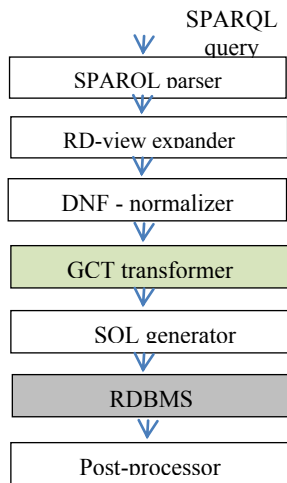 SPARQL
query
SPARQL parser
RD-view expander
DNF - normalizer
GCT transformer
SQL generator
RDBMS
Post-processor